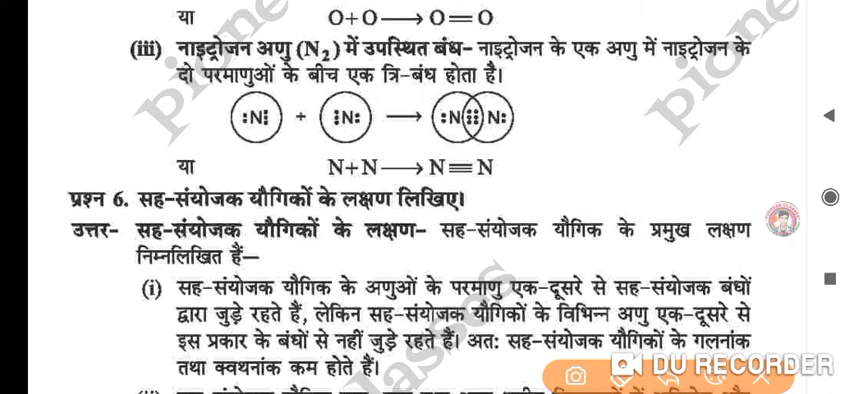 या O+O⟶O=O
(iii) नाइट्रोजन अणु (N₂) में उपस्थित बंध– नाइट्रोजन के एक अणु में नाइट्रोजन के
दो परमाणुओं के बीच एक त्रि-बंध होता है।
:N⋮ + ⋮N: ⟶ :N⋮⋮N:
या N+N⟶N≡N
प्रश्न 6. सह-संयोजक यौगिकों के लक्षण लिखिए।
उत्तर– सह-संयोजक यौगिकों के लक्षण– सह-संयोजक यौगिक के प्रमुख लक्षण
निम्नलिखित हैं—
(i) सह-संयोजक यौगिक के अणुओं के परमाणु एक-दूसरे से सह-संयोजक बंधों
द्वारा जुड़े रहते हैं, लेकिन सह-संयोजक यौगिकों के विभिन्न अणु एक-दूसरे से
इस प्रकार के बंधों से नहीं जुड़े रहते हैं। अतः सह-संयोजक यौगिकों के गलनांक
तथा क्वथनांक कम होते हैं।
DU RECORDER